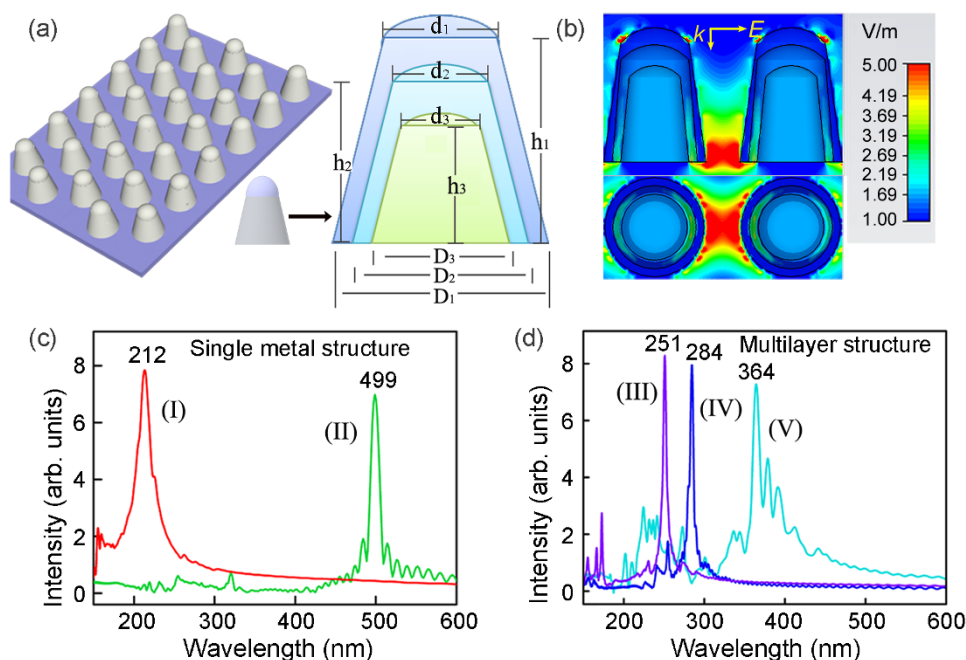 (a)
d₁
d₂
d₃
h₂
h₃
h₁
D₃
D₂
D₁
(b)
k
E
V/m
5.00
4.19
3.19
2.69
2.19
1.69
1.00
(c)
Single metal structure
212
499
(I)
(II)
8
6
4
2
0
Intensity (arb. units)
200 300 400 500 600
Wavelength (nm)
(d)
Multilayer structure
251
284
364
(III)
(IV)
(V)
8
6
4
2
0
Intensity (arb. units)
200 300 400 500 600
Wavelength (nm)